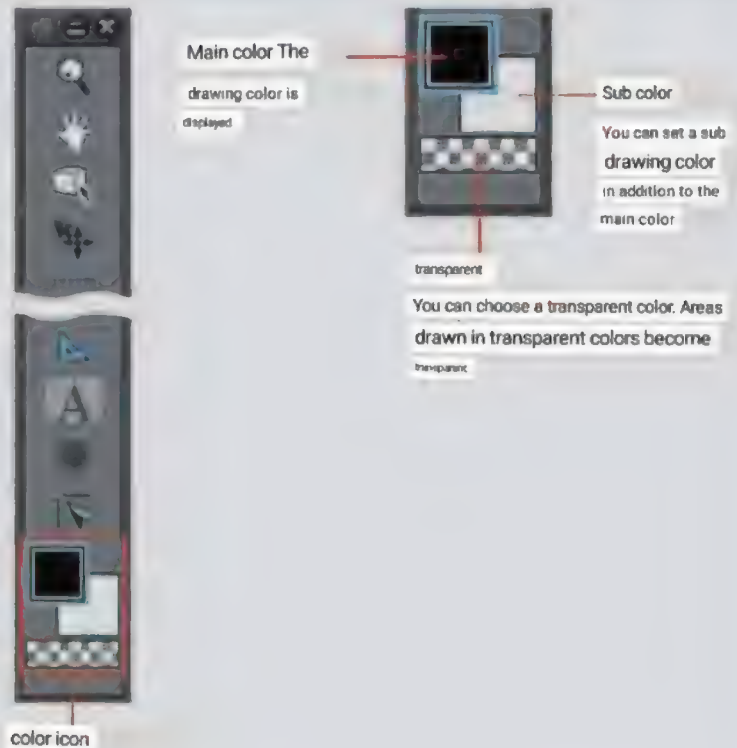 Main color The
drawing color is
displayed
Sub color
You can set a sub
drawing color
in addition to the
main color
transparent
You can choose a transparent color. Areas
drawn in transparent colors become
transparent
A
color icon